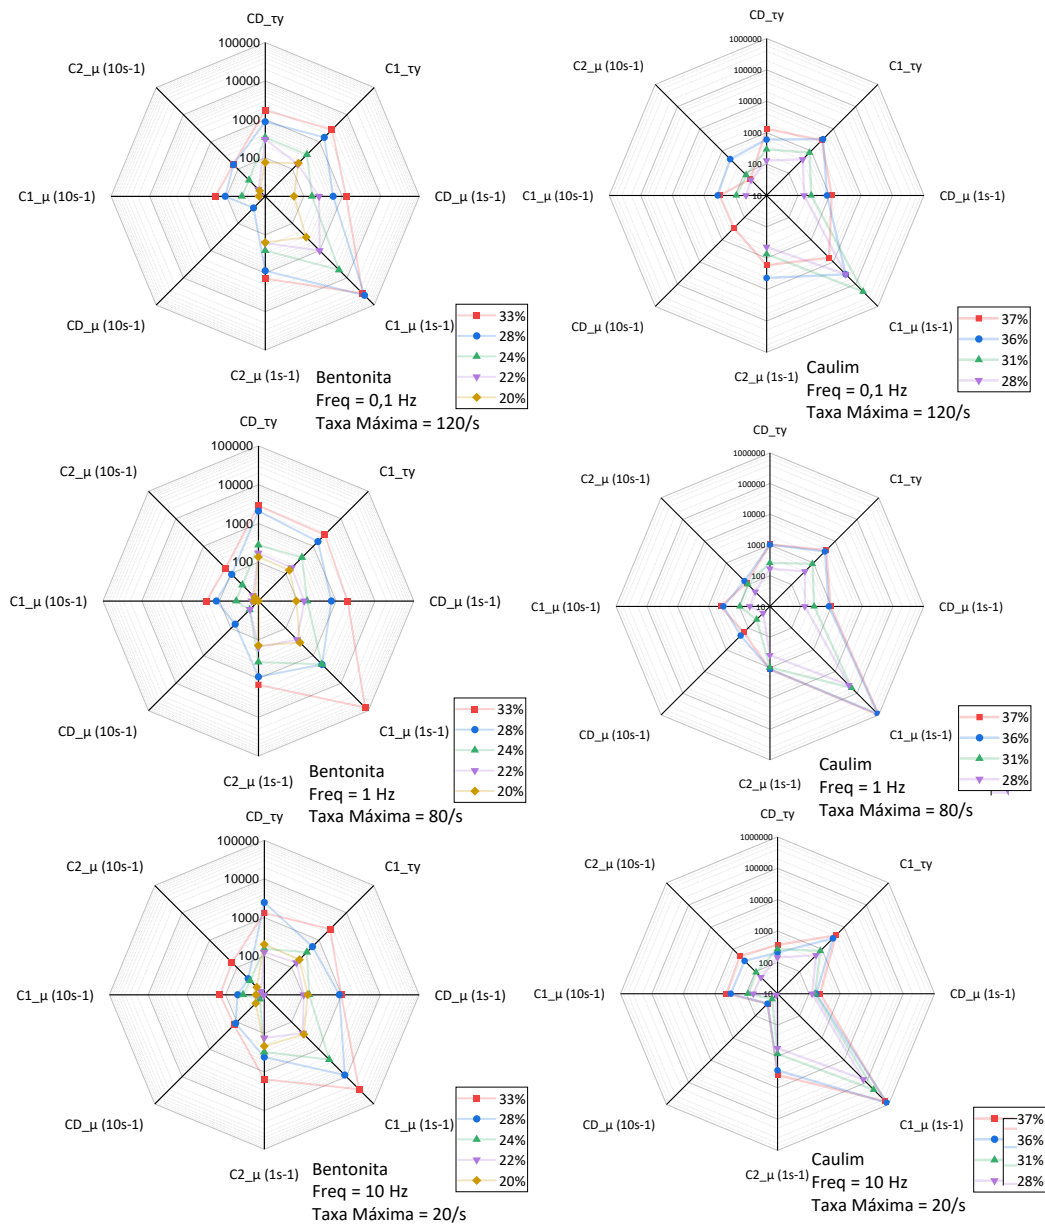 CD_τy
100000
10000
1000
100
C2_μ (10s-1)
C1_τy
C1_μ (10s-1)
CD_μ (1s-1)
CD_μ (10s-1)
C1_μ (1s-1)
C2_μ (1s-1)
33%
28%
24%
22%
20%
Bentonita
Freq = 0,1 Hz
Taxa Máxima = 120/s
CD_τy
1000000
100000
10000
1000
100
10
C2_μ (10s-1)
C1_τy
C1_μ (10s-1)
CD_μ (1s-1)
CD_μ (10s-1)
C1_μ (1s-1)
C2_μ (1s-1)
37%
36%
31%
28%
Caulim
Freq = 0,1 Hz
Taxa Máxima = 120/s
CD_τy
100000
10000
1000
100
C2_μ (10s-1)
C1_τy
C1_μ (10s-1)
CD_μ (1s-1)
CD_μ (10s-1)
C1_μ (1s-1)
C2_μ (1s-1)
33%
28%
24%
22%
20%
Bentonita
Freq = 1 Hz
Taxa Máxima = 80/s
CD_τy
1000000
100000
10000
1000
100
10
C2_μ (10s-1)
C1_τy
C1_μ (10s-1)
CD_μ (1s-1)
CD_μ (10s-1)
C1_μ (1s-1)
C2_μ (1s-1)
37%
36%
31%
28%
Caulim
Freq = 1 Hz
Taxa Máxima = 80/s
CD_τy
100000
10000
1000
100
C2_μ (10s-1)
C1_τy
C1_μ (10s-1)
CD_μ (1s-1)
CD_μ (10s-1)
C1_μ (1s-1)
C2_μ (1s-1)
33%
28%
24%
22%
20%
Bentonita
Freq = 10 Hz
Taxa Máxima = 20/s
CD_τy
1000000
100000
10000
1000
100
10
C2_μ (10s-1)
C1_τy
C1_μ (10s-1)
CD_μ (1s-1)
CD_μ (10s-1)
C1_μ (1s-1)
C2_μ (1s-1)
37%
36%
31%
28%
Caulim
Freq = 10 Hz
Taxa Máxima = 20/s